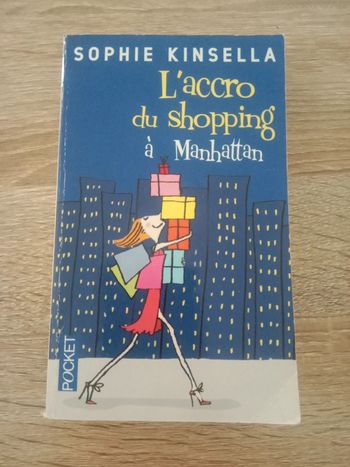 SOPHIE KINSELLA
L'accro
du shopping
à Manhattan
POCKET